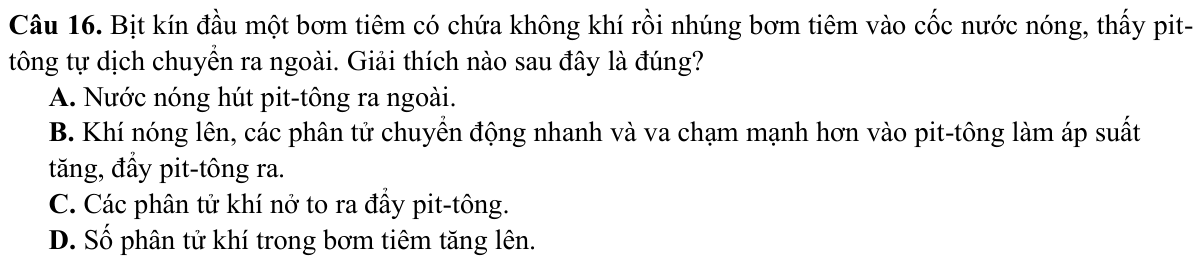 Câu 16. Bịt kín đầu một bơm tiêm có chứa không khí rồi nhúng bơm tiêm vào cốc nước nóng, thấy pit-
tông tự dịch chuyển ra ngoài. Giải thích nào sau đây là đúng?
A. Nước nóng hút pit-tông ra ngoài.
B. Khí nóng lên, các phân tử chuyển động nhanh và va chạm mạnh hơn vào pit-tông làm áp suất
tăng, đẩy pit-tông ra.
C. Các phân tử khí nở to ra đẩy pit-tông.
D. Số phân tử khí trong bơm tiêm tăng lên.